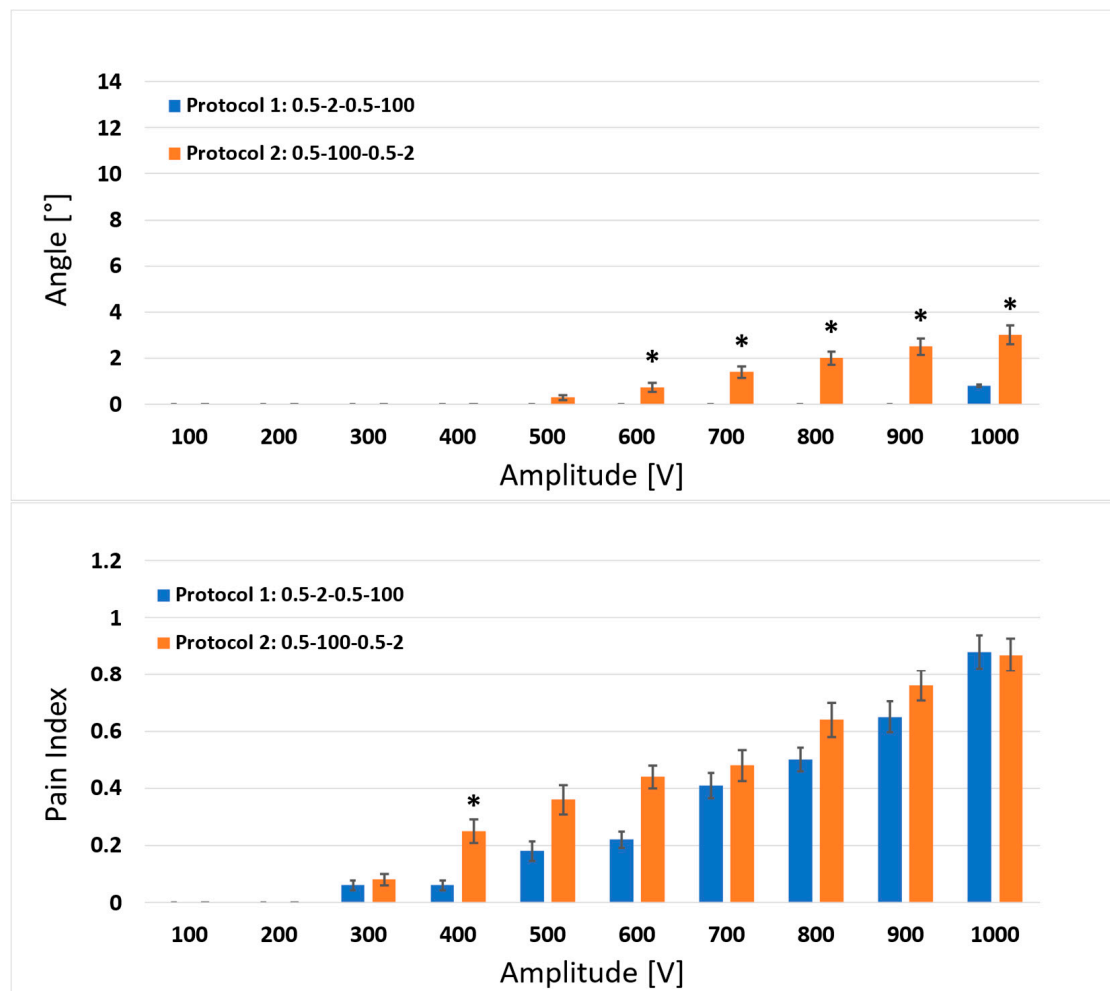 14
12
10
8
6
4
2
0
Angle [°]
Protocol 1: 0.5-2-0.5-100
Protocol 2: 0.5-100-0.5-2
* * * * *
100 200 300 400 500 600 700 800 900 1000
Amplitude [V]
1.2
1
0.8
0.6
0.4
0.2
0
Pain Index
Protocol 1: 0.5-2-0.5-100
Protocol 2: 0.5-100-0.5-2
*
100 200 300 400 500 600 700 800 900 1000
Amplitude [V]